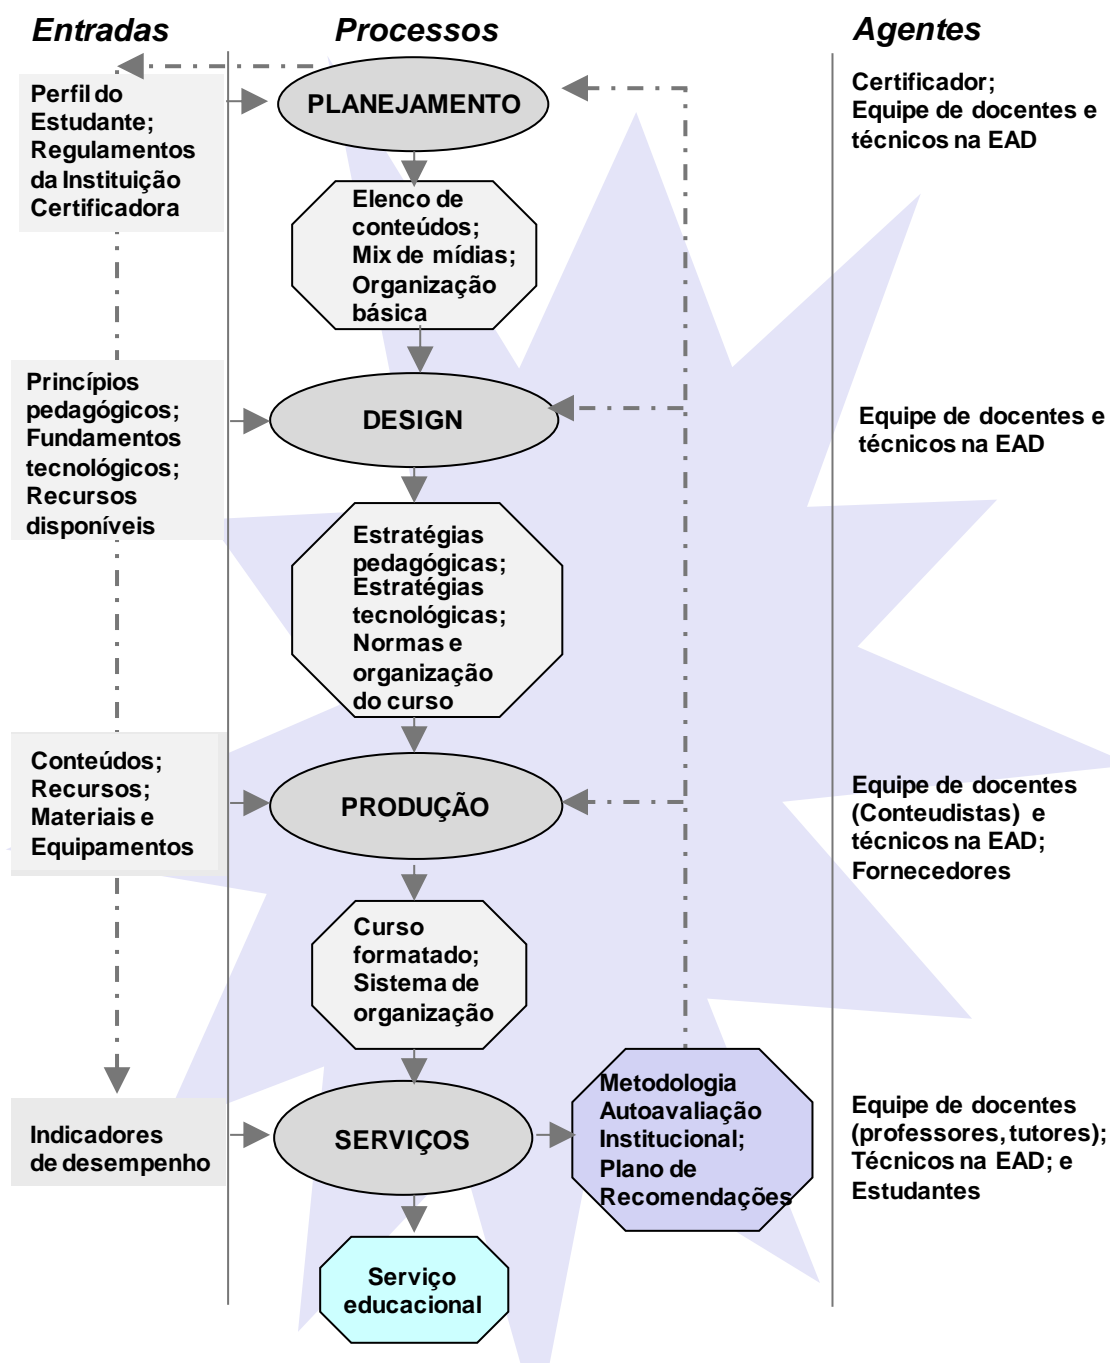 Entradas
Processos
Agentes
Perfil do
Estudante;
Regulamentos
da Instituição
Certificadora
PLANEJAMENTO
Certificador;
Equipe de docentes e
técnicos na EAD
Elenco de
conteúdos;
Mix de mídias;
Organização
básica
Princípios
pedagógicos;
Fundamentos
tecnológicos;
Recursos
disponíveis
DESIGN
Equipe de docentes e
técnicos na EAD
Estratégias
pedagógicas;
Estratégias
tecnológicas;
Normas e
organização
do curso
Conteúdos;
Recursos;
Materiais e
Equipamentos
PRODUÇÃO
Equipe de docentes
(Conteudistas) e
técnicos na EAD;
Fornecedores
Curso
formatado;
Sistema de
organização
Indicadores
de desempenho
SERVIÇOS
Metodologia
Autoavaliação
Institucional;
Plano de
Recomendações
Equipe de docentes
(professores, tutores);
Técnicos na EAD; e
Estudantes
Serviço
educacional